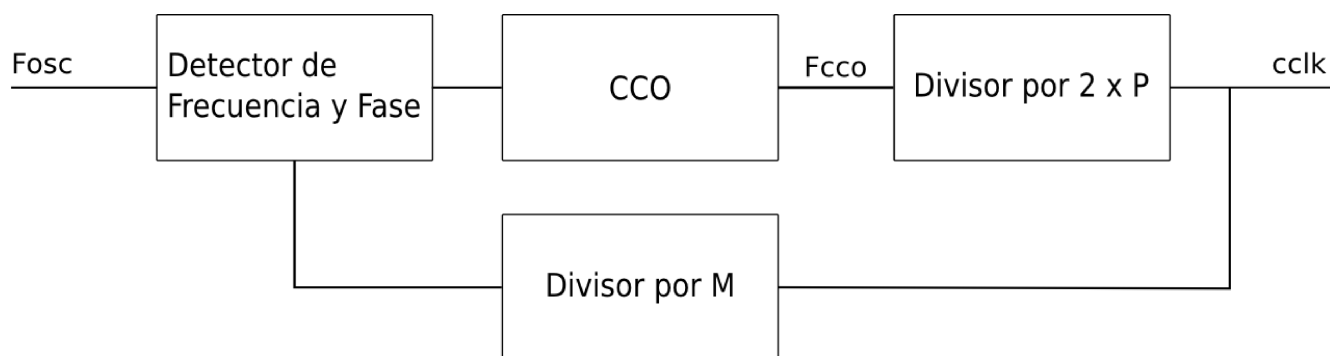 Fosc
Detector de
Frecuencia y Fase
CCO
Fcco
Divisor por 2 x P
cclk
Divisor por M